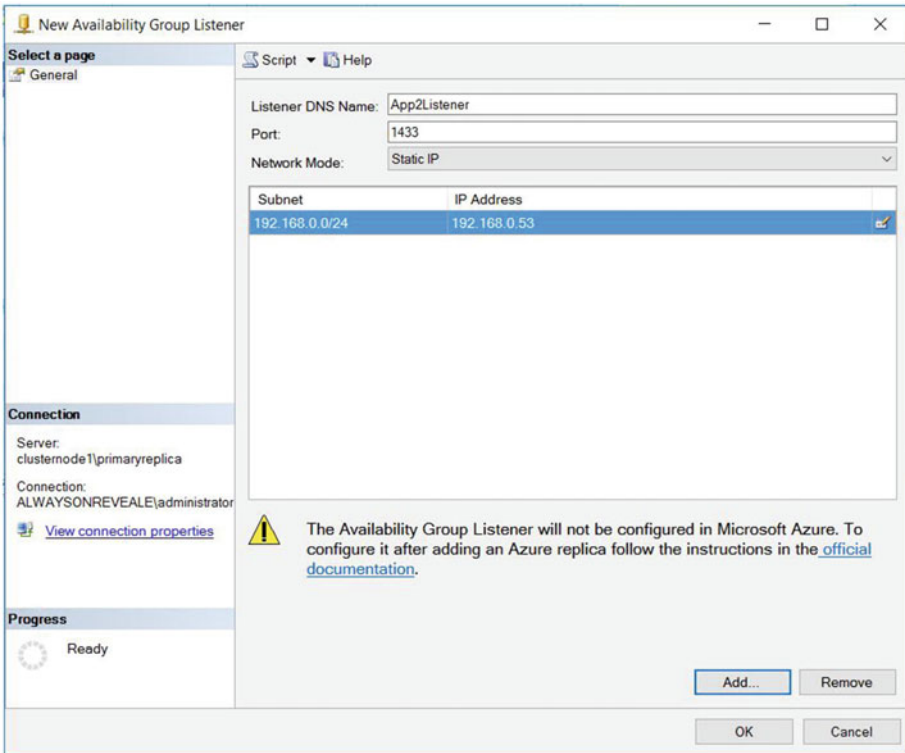 New Availability Group Listener
Select a page
General
Script
Help
Listener DNS Name: App2Listener
Port: 1433
Network Mode: Static IP
Subnet IP Address
192.168.0.0/24 192.168.0.53
Connection
Server:
clusternode1\primaryreplica
Connection:
ALWAYSONREVEALE\administrator
View connection properties
The Availability Group Listener will not be configured in Microsoft Azure. To
configure it after adding an Azure replica follow the instructions in the official
documentation.
Progress
Ready
Add...
Remove
OK
Cancel